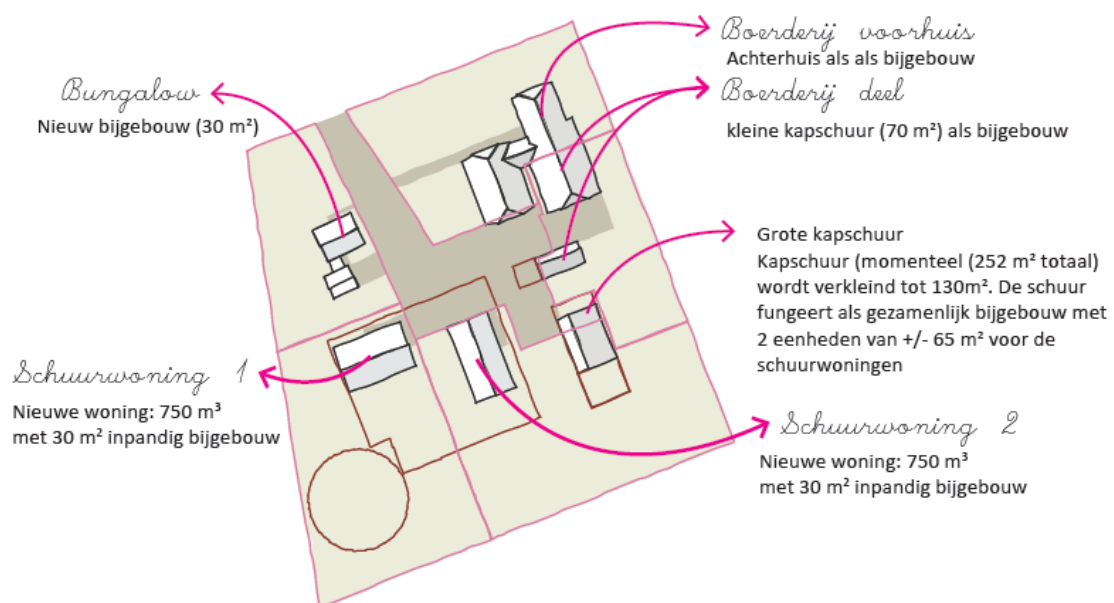 Boerderij voorhuis
Achterhuis als als bijgebouw
Boerderij deel
kleine kapschuur (70 m²) als bijgebouw
Bungalow
Nieuw bijgebouw (30 m²)
Grote kapschuur
Kapschuur (momenteel (252 m² totaal)
wordt verkleind tot 130m². De schuur
fungeert als gezamenlijk bijgebouw met
2 eenheden van +/- 65 m² voor de
schuurwoningen
Schuurwoning 1
Nieuwe woning: 750 m³
met 30 m² inpandig bijgebouw
Schuurwoning 2
Nieuwe woning: 750 m³
met 30 m² inpandig bijgebouw